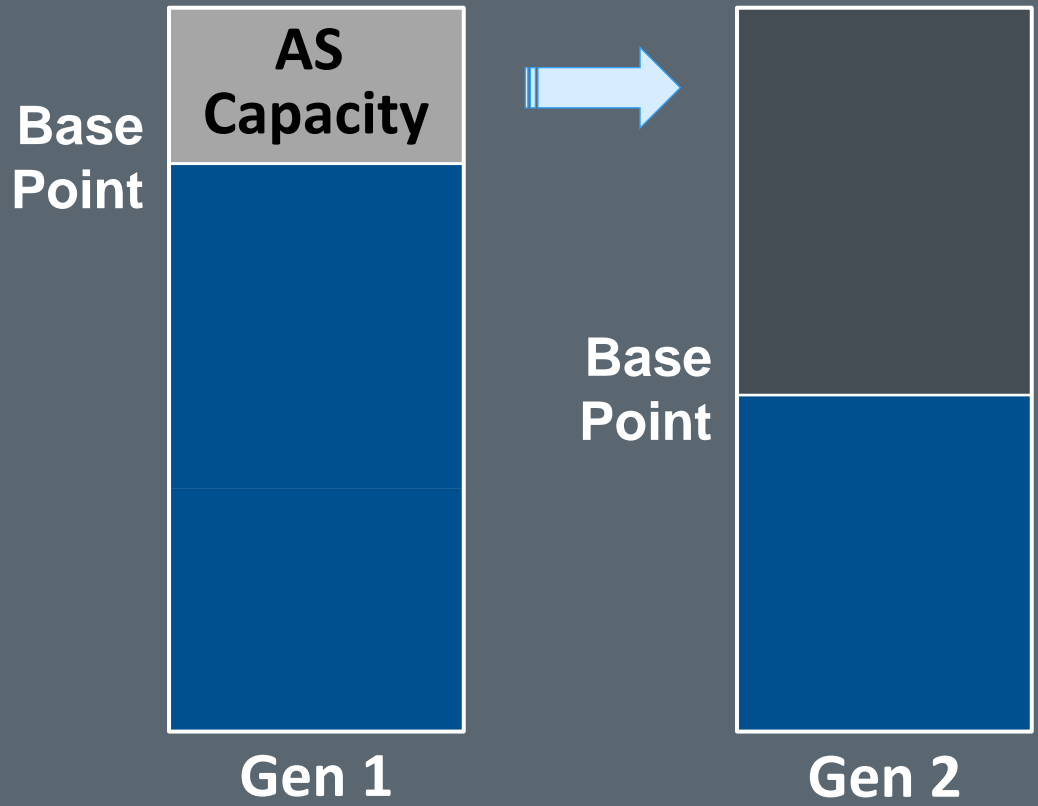 AS
Capacity
Base
Point
Base
Point
Gen 1
Gen 2